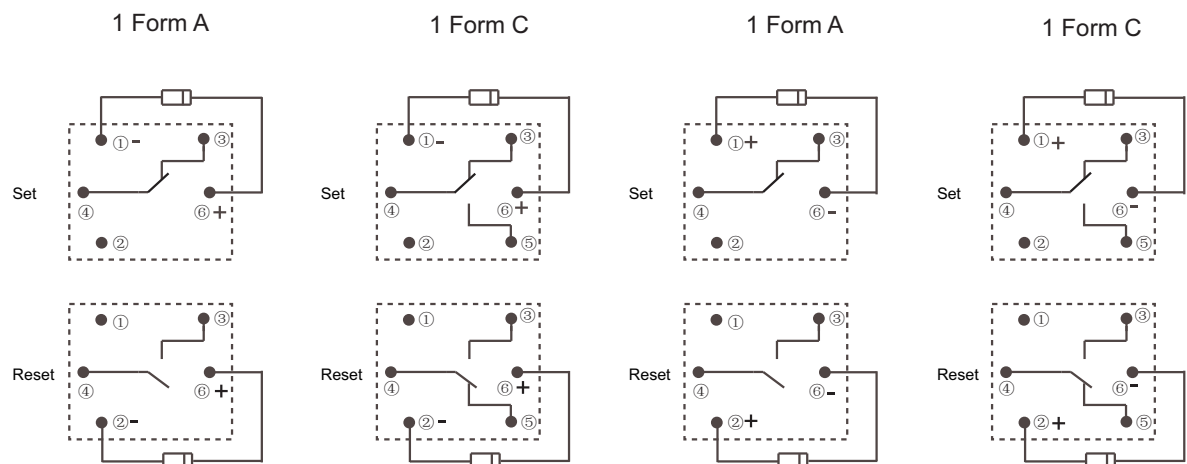 1 Form A 1 Form C 1 Form A 1 Form C
①- ③ ①- ③ ①+ ③ ①+ ③
Set Set Set Set
④ ⑥+ ④ ⑥+ ④ ⑥- ④ ⑥-
② ② ⑤ ② ② ⑤
① ③ ① ③ ① ③ ① ③
Reset Reset Reset Reset
④ ⑥+ ④ ⑥+ ④ ⑥- ④ ⑥-
②- ②- ⑤ ②+ ②+ ⑤